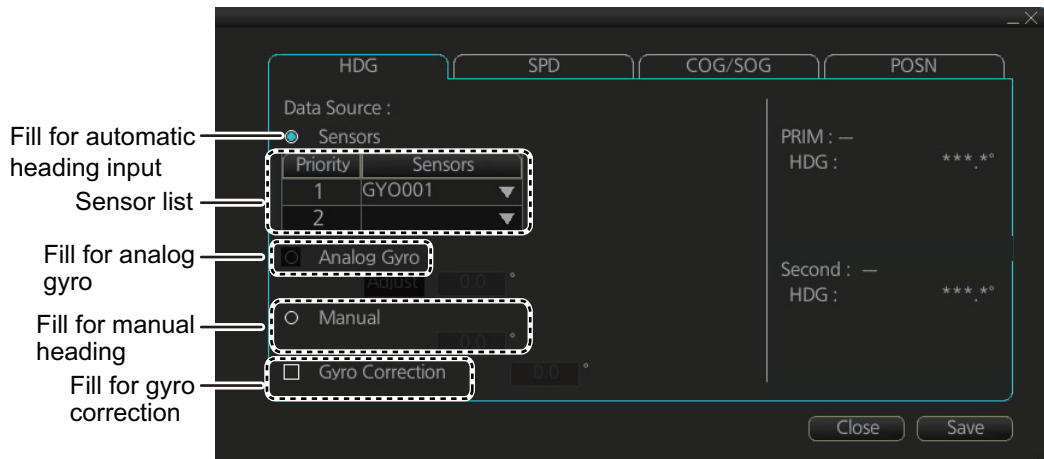 HDG SPD COG/SOG POSN
Data Source :
Fill for automatic
heading input
Sensors
Priority Sensors
1 GYO001
2
Sensor list
Fill for analog
gyro
Analog Gyro
Adjust 0.0 °
Fill for manual
heading
Manual
0.0 °
Fill for gyro
correction
Gyro Correction 0.0 °
PRIM : —
HDG : ***.*°
Second : —
HDG : ***.*°
Close Save